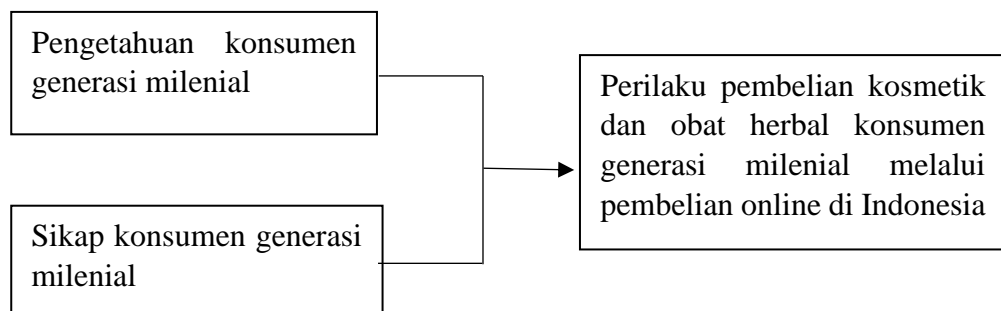 Pengetahuan konsumen
generasi milenial
Sikap konsumen generasi
milenial
Perilaku pembelian kosmetik
dan obat herbal konsumen
generasi milenial melalui
pembelian online di Indonesia